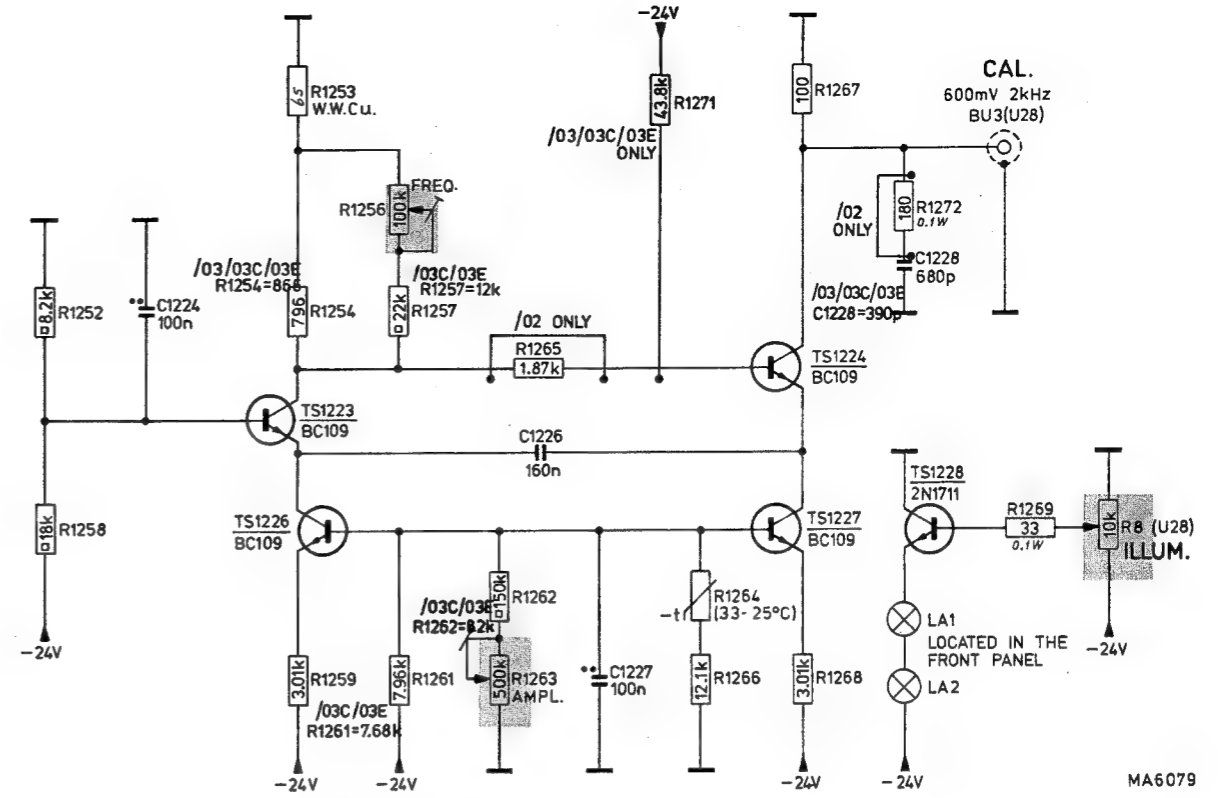 -24V
65
R1253
W.W.Cu.
43.8k
R1271
/03/03C/03E
ONLY
100
R1267
CAL.
600mV 2kHz
BU3(U28)
FREQ.
R1256
100k
180
R1272
0.1W
/02
ONLY
C1228
680p
/03/03C/03E
C1228=390p
8.2k
R1252
C1224
100n
/03/03C/03E
R1254=866
796
R1254
/03C/03E
R1257=12k
22k
R1257
/02 ONLY
R1265
1.87k
TS1224
BC109
TS1223
BC109
C1226
160n
18k
R1258
-24V
TS1226
BC109
TS1227
BC109
TS1228
2N1711
R1269
33
0.1W
10k
R8 (U28)
ILLUM.
-24V
150k
R1262
/03C/03E
R1262=82k
R1264
(33-25°C)
-t
LA1
LOCATED IN THE
FRONT PANEL
LA2
3.01k
R1259
7.96k
R1261
500k
R1263
AMPL.
C1227
100n
12.1k
R1266
3.01k
R1268
/03C/03E
R1261=7.68k
-24V
-24V
-24V
-24V
MA6079